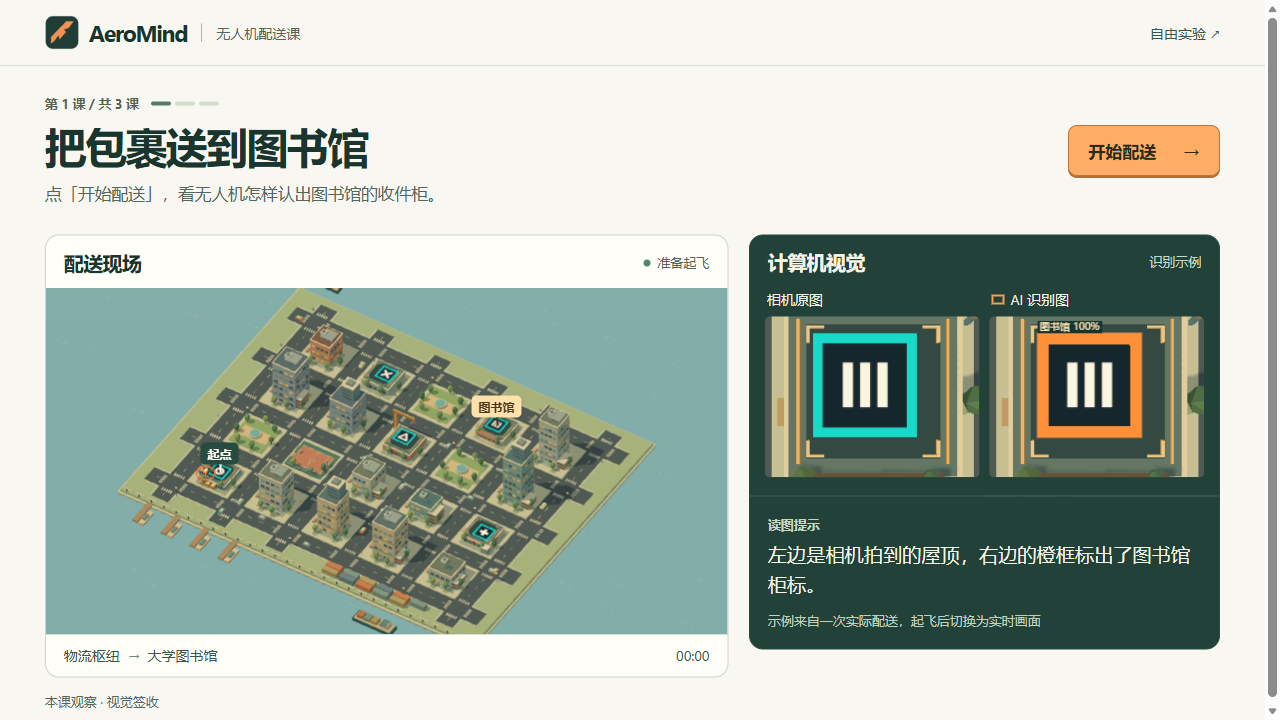 AeroMind
无人机配送课
自由实验 ↗
第 1 课 / 共 3 课
把包裹送到图书馆
点「开始配送」，看无人机怎样认出图书馆的收件柜。
开始配送 →
配送现场
准备起飞
图书馆
起点
物流枢纽 → 大学图书馆
00:00
计算机视觉
识别示例
相机原图
AI 识别图
图书馆 100%
读图提示
左边是相机拍到的屋顶，右边的橙框标出了图书馆
柜标。
示例来自一次实际配送，起飞后切换为实时画面
本课观察 · 视觉签收